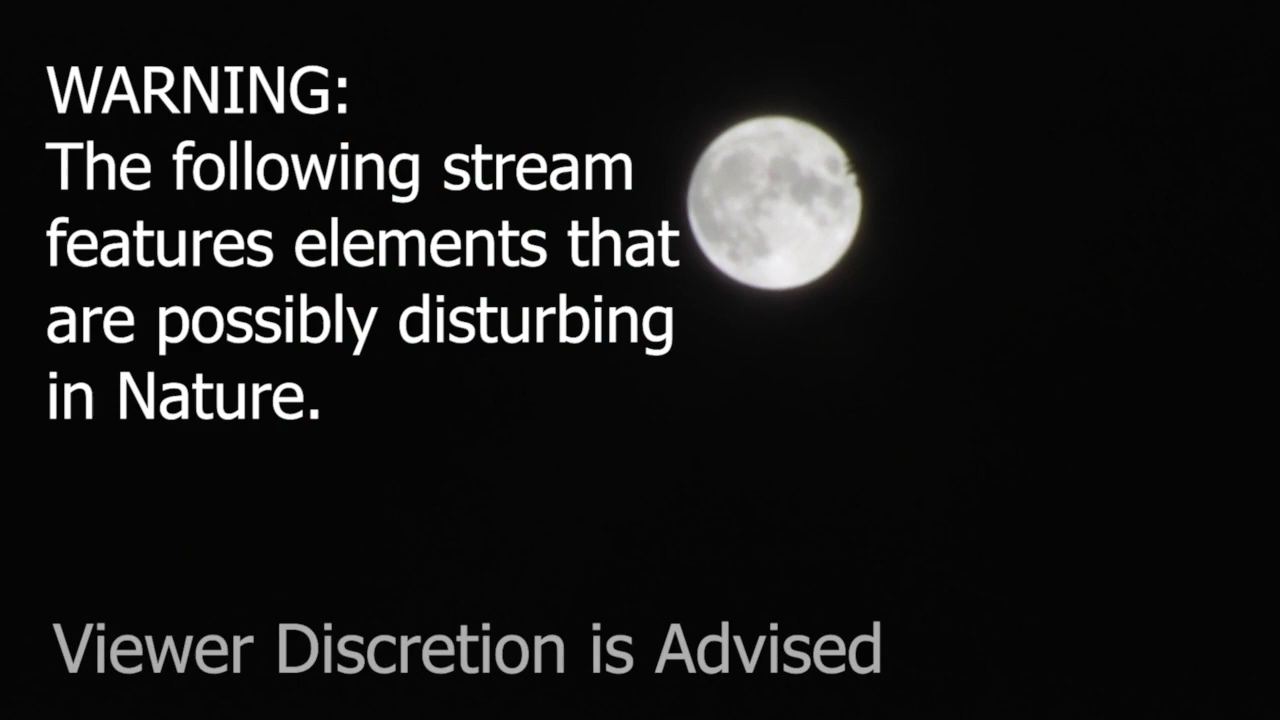 WARNING:
The following stream
features elements that
are possibly disturbing
in Nature.
Viewer Discretion is Advised